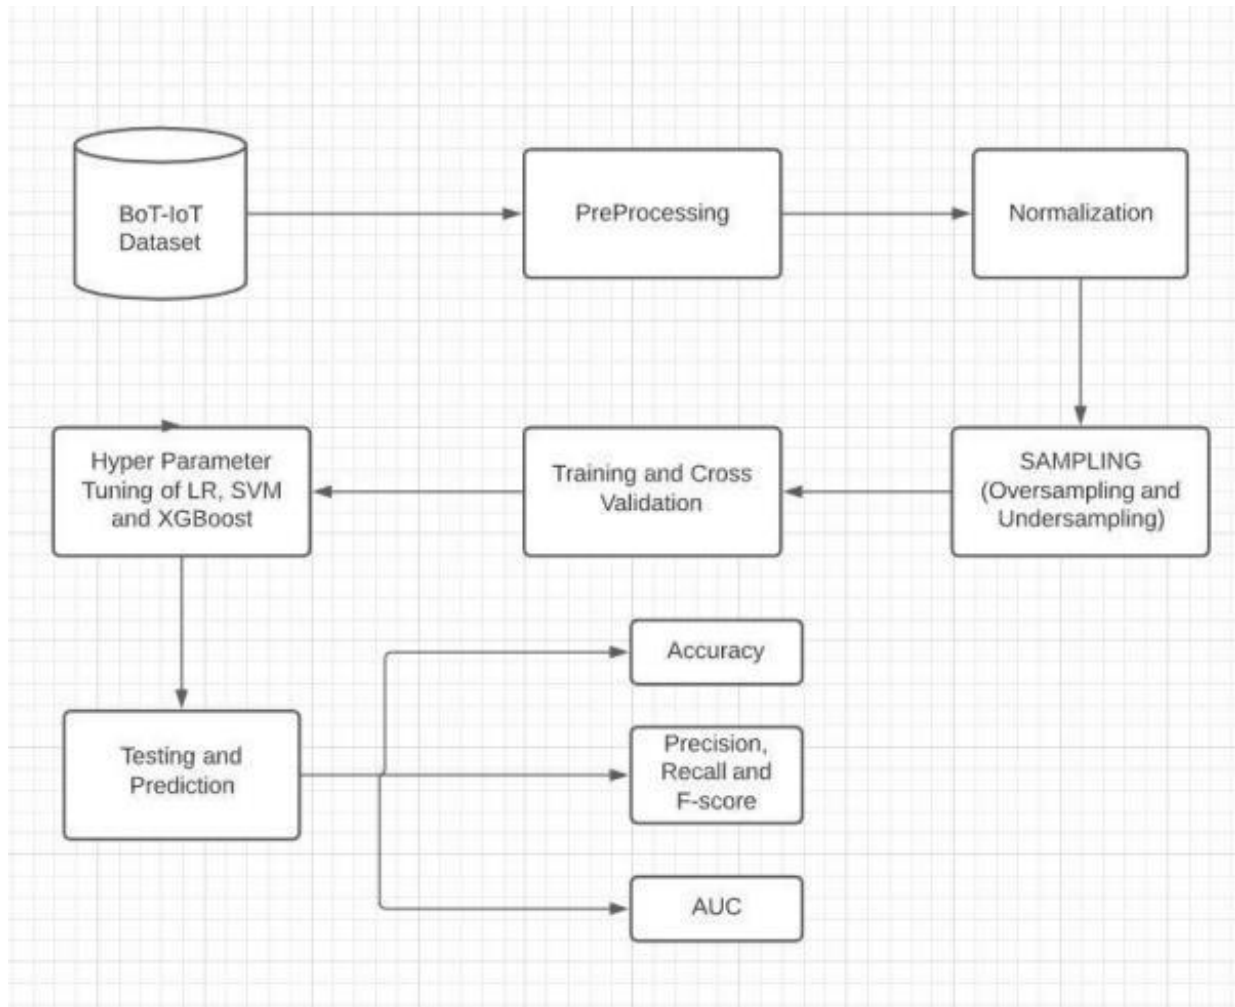 BoT-IoT
Dataset
PreProcessing
Normalization
Hyper Parameter
Tuning of LR, SVM
and XGBoost
Training and Cross
Validation
SAMPLING
(Oversampling and
Undersampling)
Testing and
Prediction
Accuracy
Precision,
Recall and
F-score
AUC